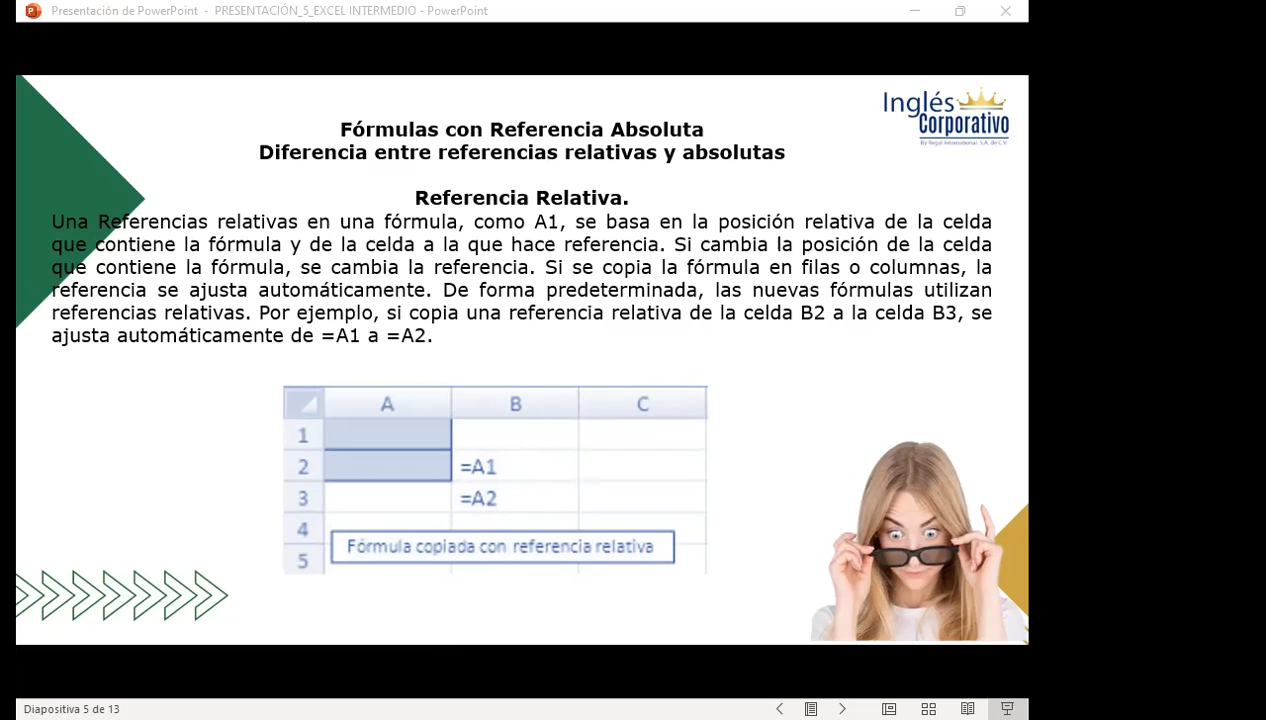 Presentación de PowerPoint - PRESENTACIÓN_5_EXCEL INTERMEDIO - PowerPoint
Inglés
Corporativo
By Regal International, S.A. de C.V.
Fórmulas con Referencia Absoluta
Diferencia entre referencias relativas y absolutas
Referencia Relativa.
Una Referencias relativas en una fórmula, como A1, se basa en la posición relativa de la celda
que contiene la fórmula y de la celda a la que hace referencia. Si cambia la posición de la celda
que contiene la fórmula, se cambia la referencia. Si se copia la fórmula en filas o columnas, la
referencia se ajusta automáticamente. De forma predeterminada, las nuevas fórmulas utilizan
referencias relativas. Por ejemplo, si copia una referencia relativa de la celda B2 a la celda B3, se
ajusta automáticamente de =A1 a =A2.
A B C
1
2 =A1
3 =A2
4
Fórmula copiada con referencia relativa
5
Diapositiva 5 de 13